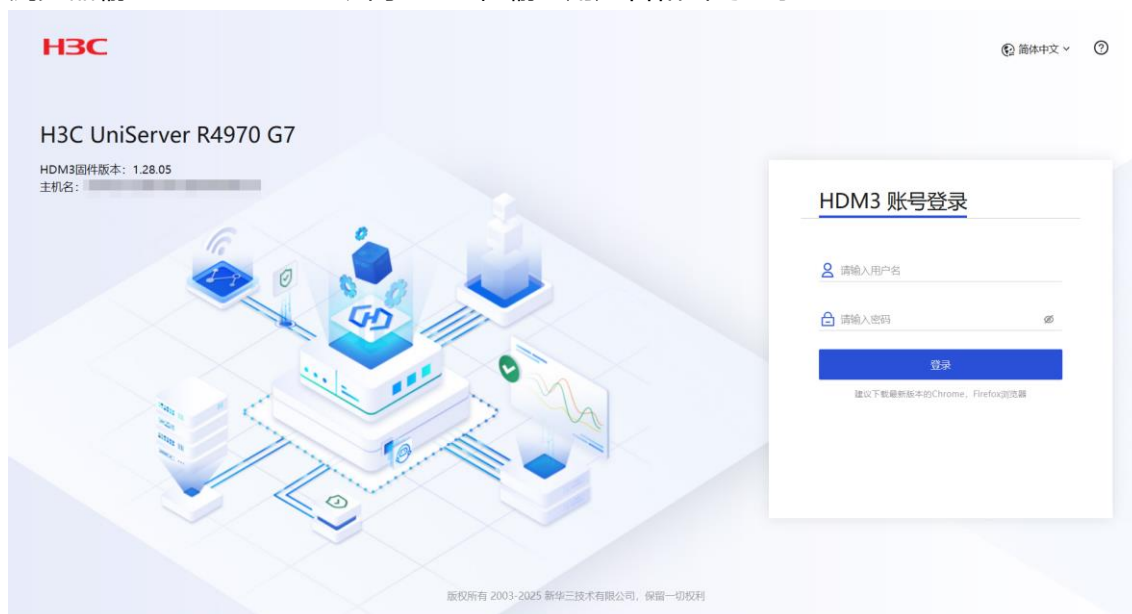 H3C
简体中文
H3C UniServer R4970 G7
HDM3固件版本：1.28.05
主机名：
HDM3 账号登录
请输入用户名
请输入密码
登录
建议下载最新版本的Chrome，Firefox浏览器
版权所有 2003-2025 新华三技术有限公司，保留一切权利